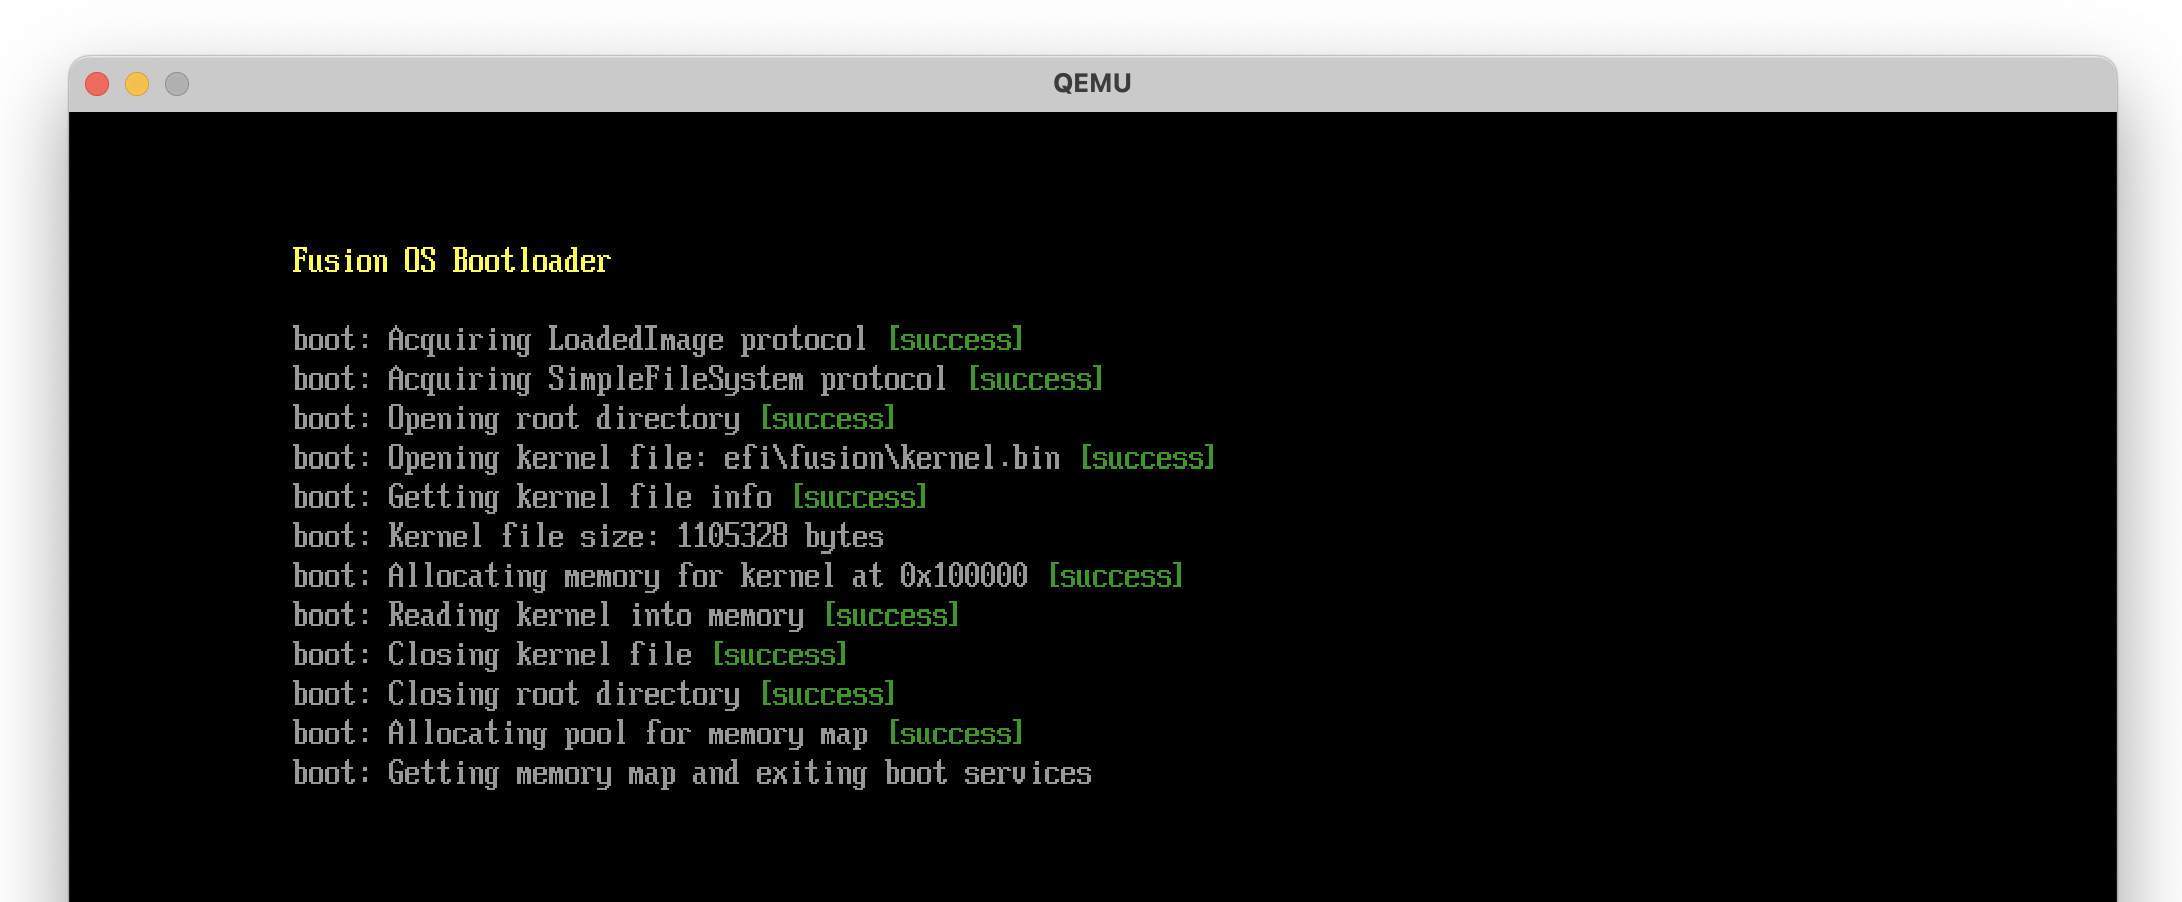 QEMU
Fusion OS Bootloader
boot: Acquiring LoadedImage protocol [success]
boot: Acquiring SimpleFileSystem protocol [success]
boot: Opening root directory [success]
boot: Opening kernel file: efi\fusion\kernel.bin [success]
boot: Getting kernel file info [success]
boot: Kernel file size: 1105328 bytes
boot: Allocating memory for kernel at 0x100000 [success]
boot: Reading kernel into memory [success]
boot: Closing kernel file [success]
boot: Closing root directory [success]
boot: Allocating pool for memory map [success]
boot: Getting memory map and exiting boot services